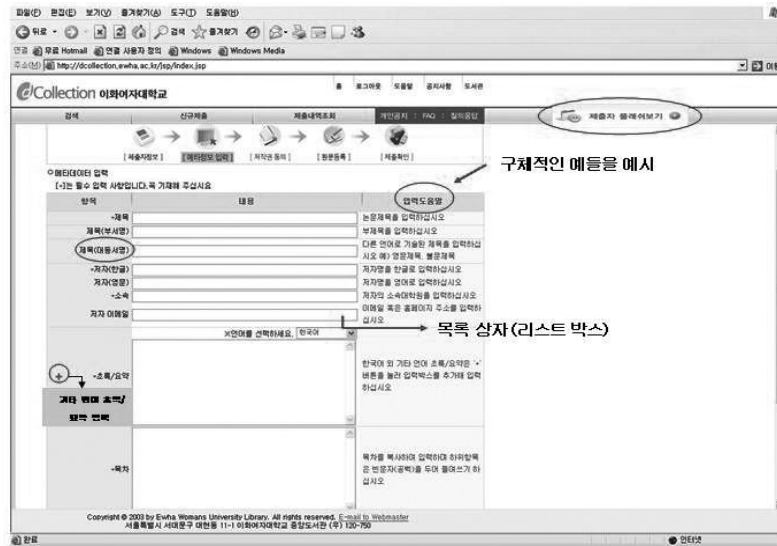 파일(F) 편집(E) 보기(V) 즐겨찾기(A) 도구(T) 도움말(H)
뒤로 검색 즐겨찾기
연결 무료 Hotmail 연결 사용자 정의 Windows Windows Media
주소(D) http://dcollection.ewha.ac.kr/jsp/index.jsp
dCollection 이화여자대학교
홈 로그아웃 도움말 공지사항 도서관
검색 신규제출 제출내역조회 개인공지 FAQ 질의응답
제출자 플래쉬보기
[제출자정보] [메타정보 입력] [저작권 동의] [원문등록] [제출확인]
구체적인 예들을 예시
메타데이터 입력
[*]는 필수 입력 사항입니다.꼭 기재해 주십시요
항목 내용 입력도움말
*제목 논문제목을 입력하십시오
제목(부서명) 부제목을 입력하십시오
제목(대등서명) 다른 언어로 기술된 제목을 입력하십
시오 예) 영문제목, 불문제목
*저자(한글) 저자명을 한글로 입력하십시오
저자(영문) 저자명을 영어로 입력하십시오
*소속 저자의 소속대학원을 입력하십시오
저자 이메일 이메일 혹은 홈페이지 주소를 입력하
십시오
목록 상자(리스트 박스)
※언어를 선택하세요. 한국어
+ *초록/요약
한국어 외 기타 언어 초록/요약은 '+'
버튼을 눌러 입력박스를 추가해 입력
하십시오
기타 언어 초록/
*목차
목차를 복사하여 입력하며 하위항목
은 빈문자(공백)을 두어 들여쓰기 하
십시오
Copyright © 2003 by Ewha Womans University Library. All rights reserved. E-mail to Webmaster
서울특별시 서대문구 대현동 11-1 이화여자대학교 중앙도서관 (우) 120-750
완료 인터넷